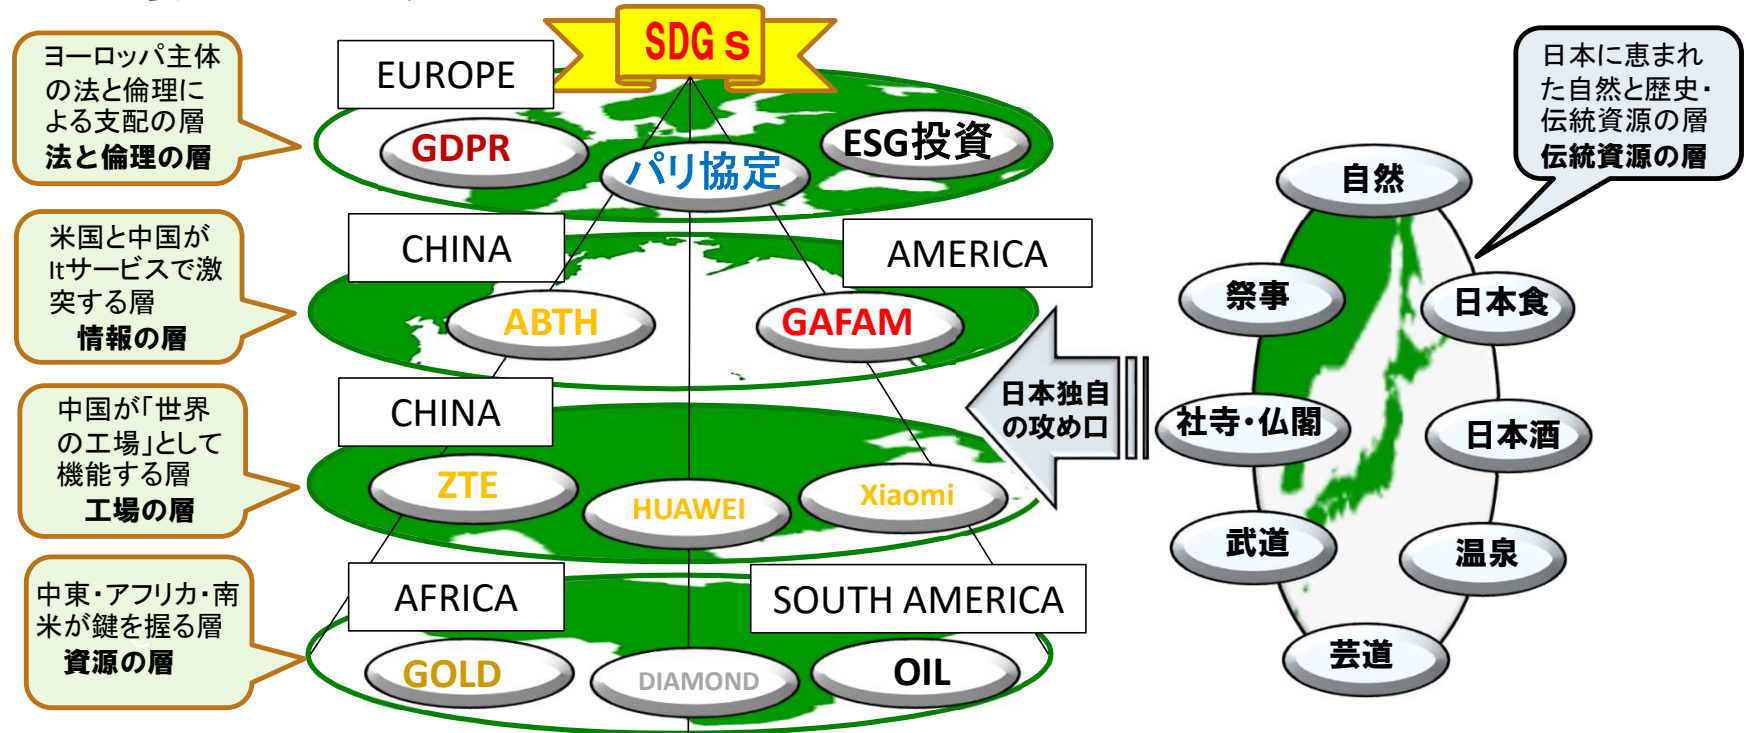 SDGｓ
ヨーロッパ主体
の法と倫理に
よる支配の層
法と倫理の層
EUROPE
GDPR
パリ協定
ESG投資
米国と中国が
Itサービスで激
突する層
情報の層
CHINA
AMERICA
ABTH
GAFAM
中国が「世界
の工場」として
機能する層
工場の層
CHINA
ZTE
HUAWEI
Xiaomi
中東・アフリカ・南
米が鍵を握る層
資源の層
AFRICA
SOUTH AMERICA
GOLD
DIAMOND
OIL
日本独自
の攻め口
日本に恵まれ
た自然と歴史・
伝統資源の層
伝統資源の層
自然
祭事
日本食
社寺・仏閣
日本酒
武道
温泉
芸道